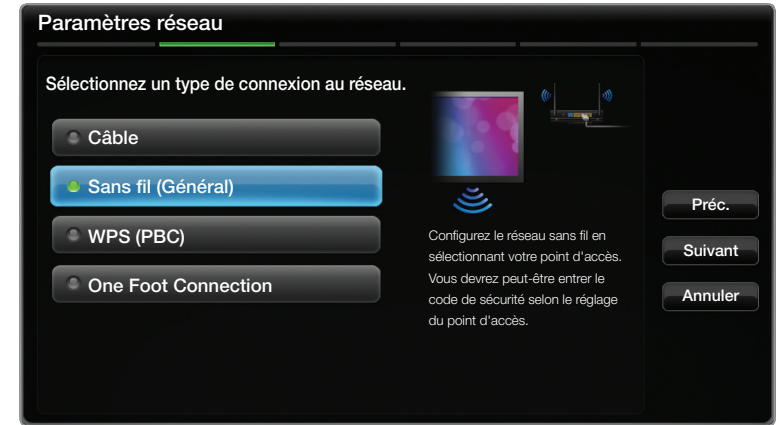 Paramètres réseau
Sélectionnez un type de connexion au réseau.
Câble
Sans fil (Général)
WPS (PBC)
One Foot Connection
Configurez le réseau sans fil en
sélectionnant votre point d'accès.
Vous devrez peut-être entrer le
code de sécurité selon le réglage
du point d'accès.
Préc.
Suivant
Annuler